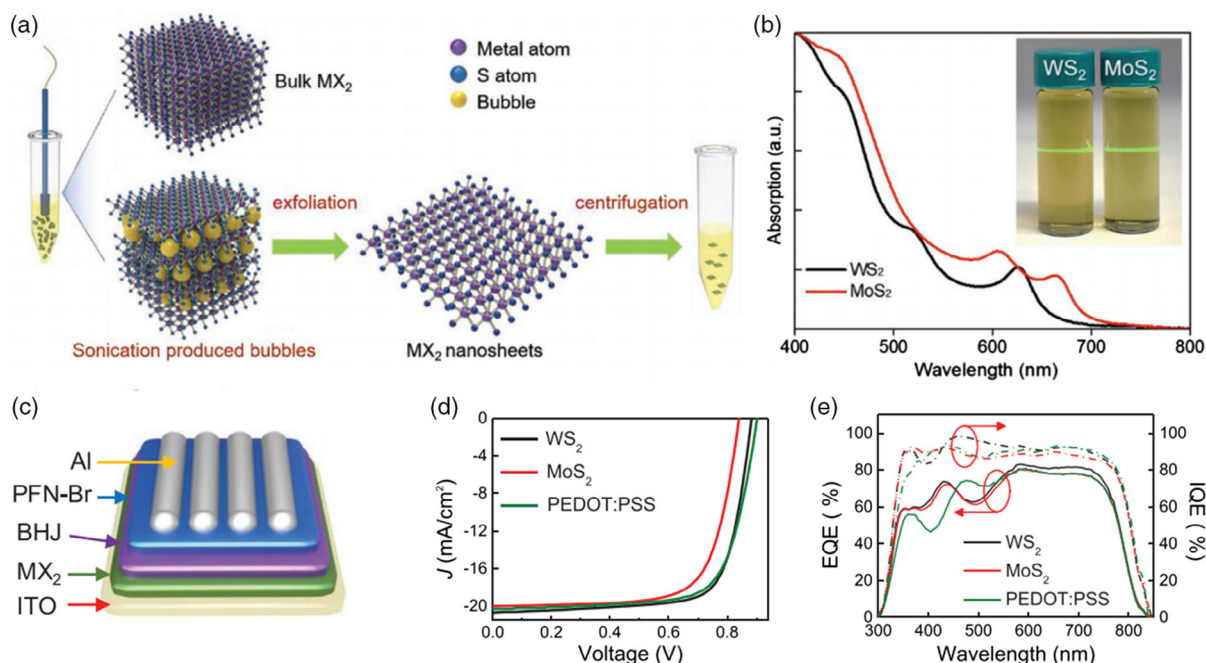 (a)
Metal atom
S atom
Bubble
Bulk MX₂
exfoliation
centrifugation
Sonication produced bubbles
MX₂ nanosheets
(b)
WS₂ MoS₂
Absorption (a.u.)
WS₂
MoS₂
400 500 600 700 800
Wavelength (nm)
(c)
Al
PFN-Br
BHJ
MX₂
ITO
(d)
0
-4
-8
-12
-16
-20
J (mA/cm²)
WS₂
MoS₂
PEDOT:PSS
0.0 0.2 0.4 0.6 0.8
Voltage (V)
(e)
100
80
60
40
20
0
EQE ( %)
100
80
60
40
20
0
IQE ( %)
WS₂
MoS₂
PEDOT:PSS
300 400 500 600 700 800
Wavelength (nm)